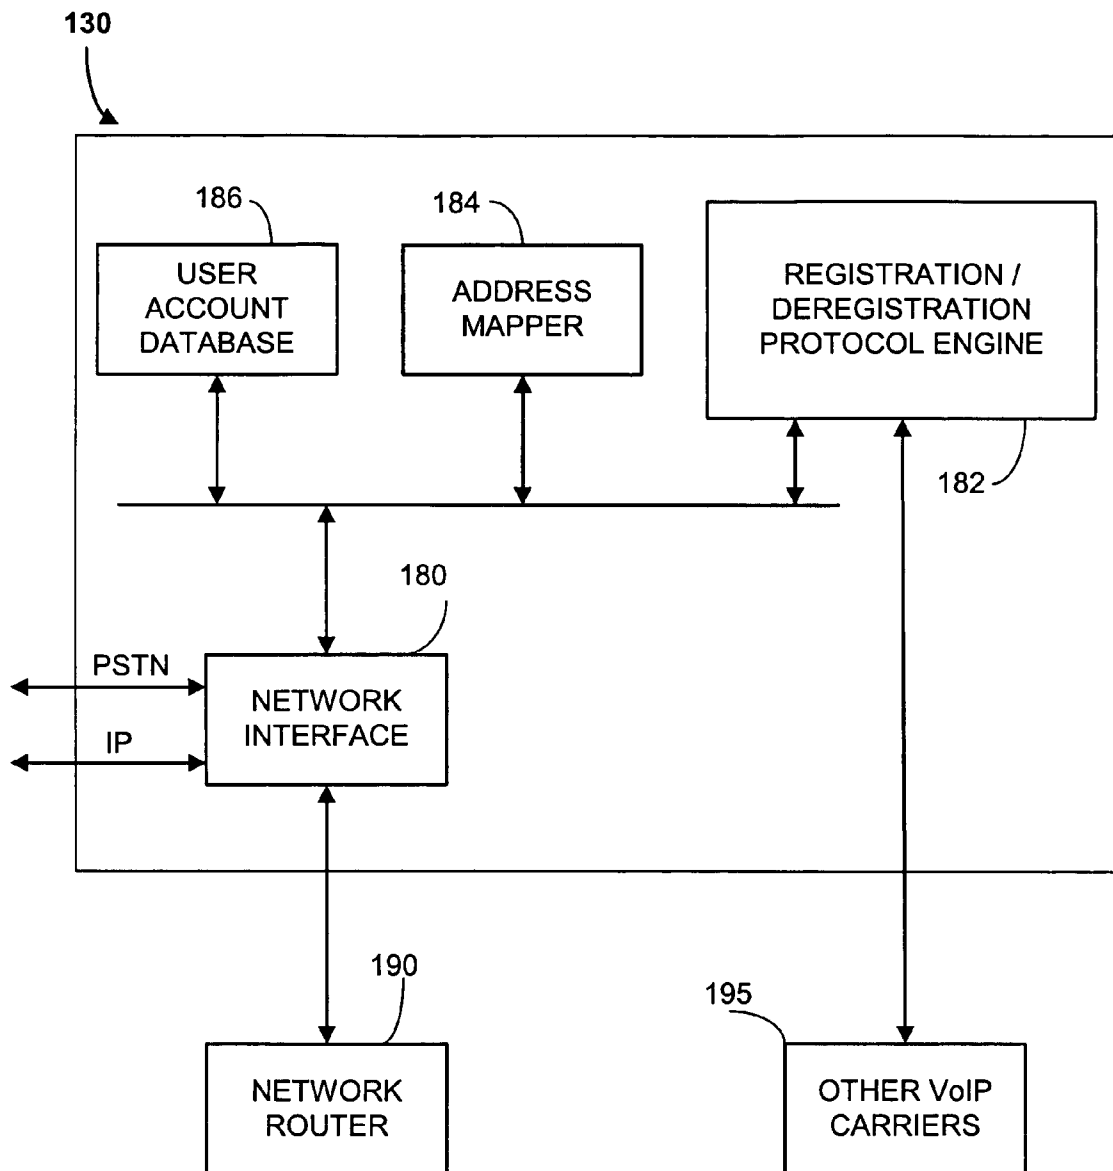 130
186
184
USER
ACCOUNT
DATABASE
ADDRESS
MAPPER
REGISTRATION /
DEREGISTRATION
PROTOCOL ENGINE
182
180
PSTN
IP
NETWORK
INTERFACE
190
195
NETWORK
ROUTER
OTHER VoIP
CARRIERS